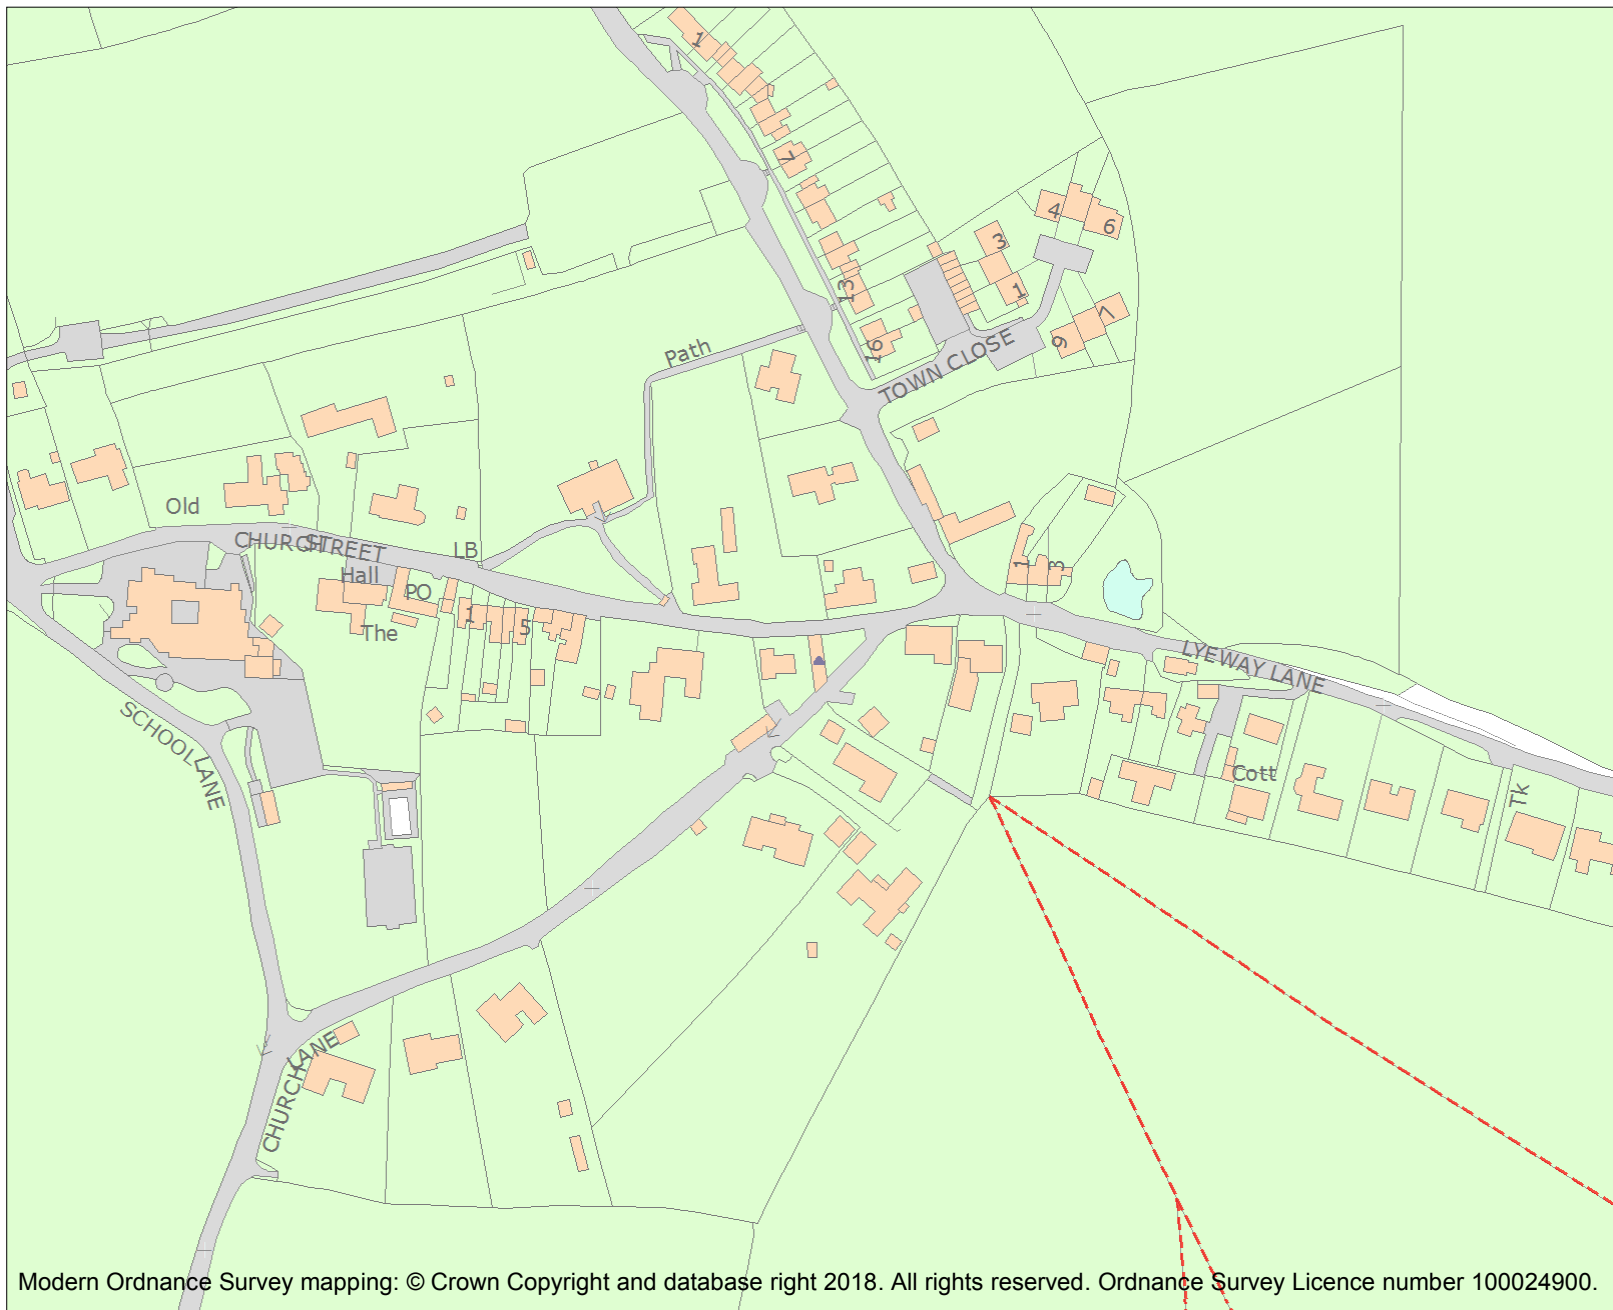 1
7
4
6
3
1
13
7
9
16
Path
TOWN CLOSE
Old
CHURCH STREET
LB
Hall
PO
1
5
The
1
3
LYEWAY LANE
SCHOOL LANE
Cott
Tk
CHURCH LANE
Modern Ordnance Survey mapping: © Crown Copyright and database right 2018. All rights reserved. Ordnance Survey Licence number 100024900.